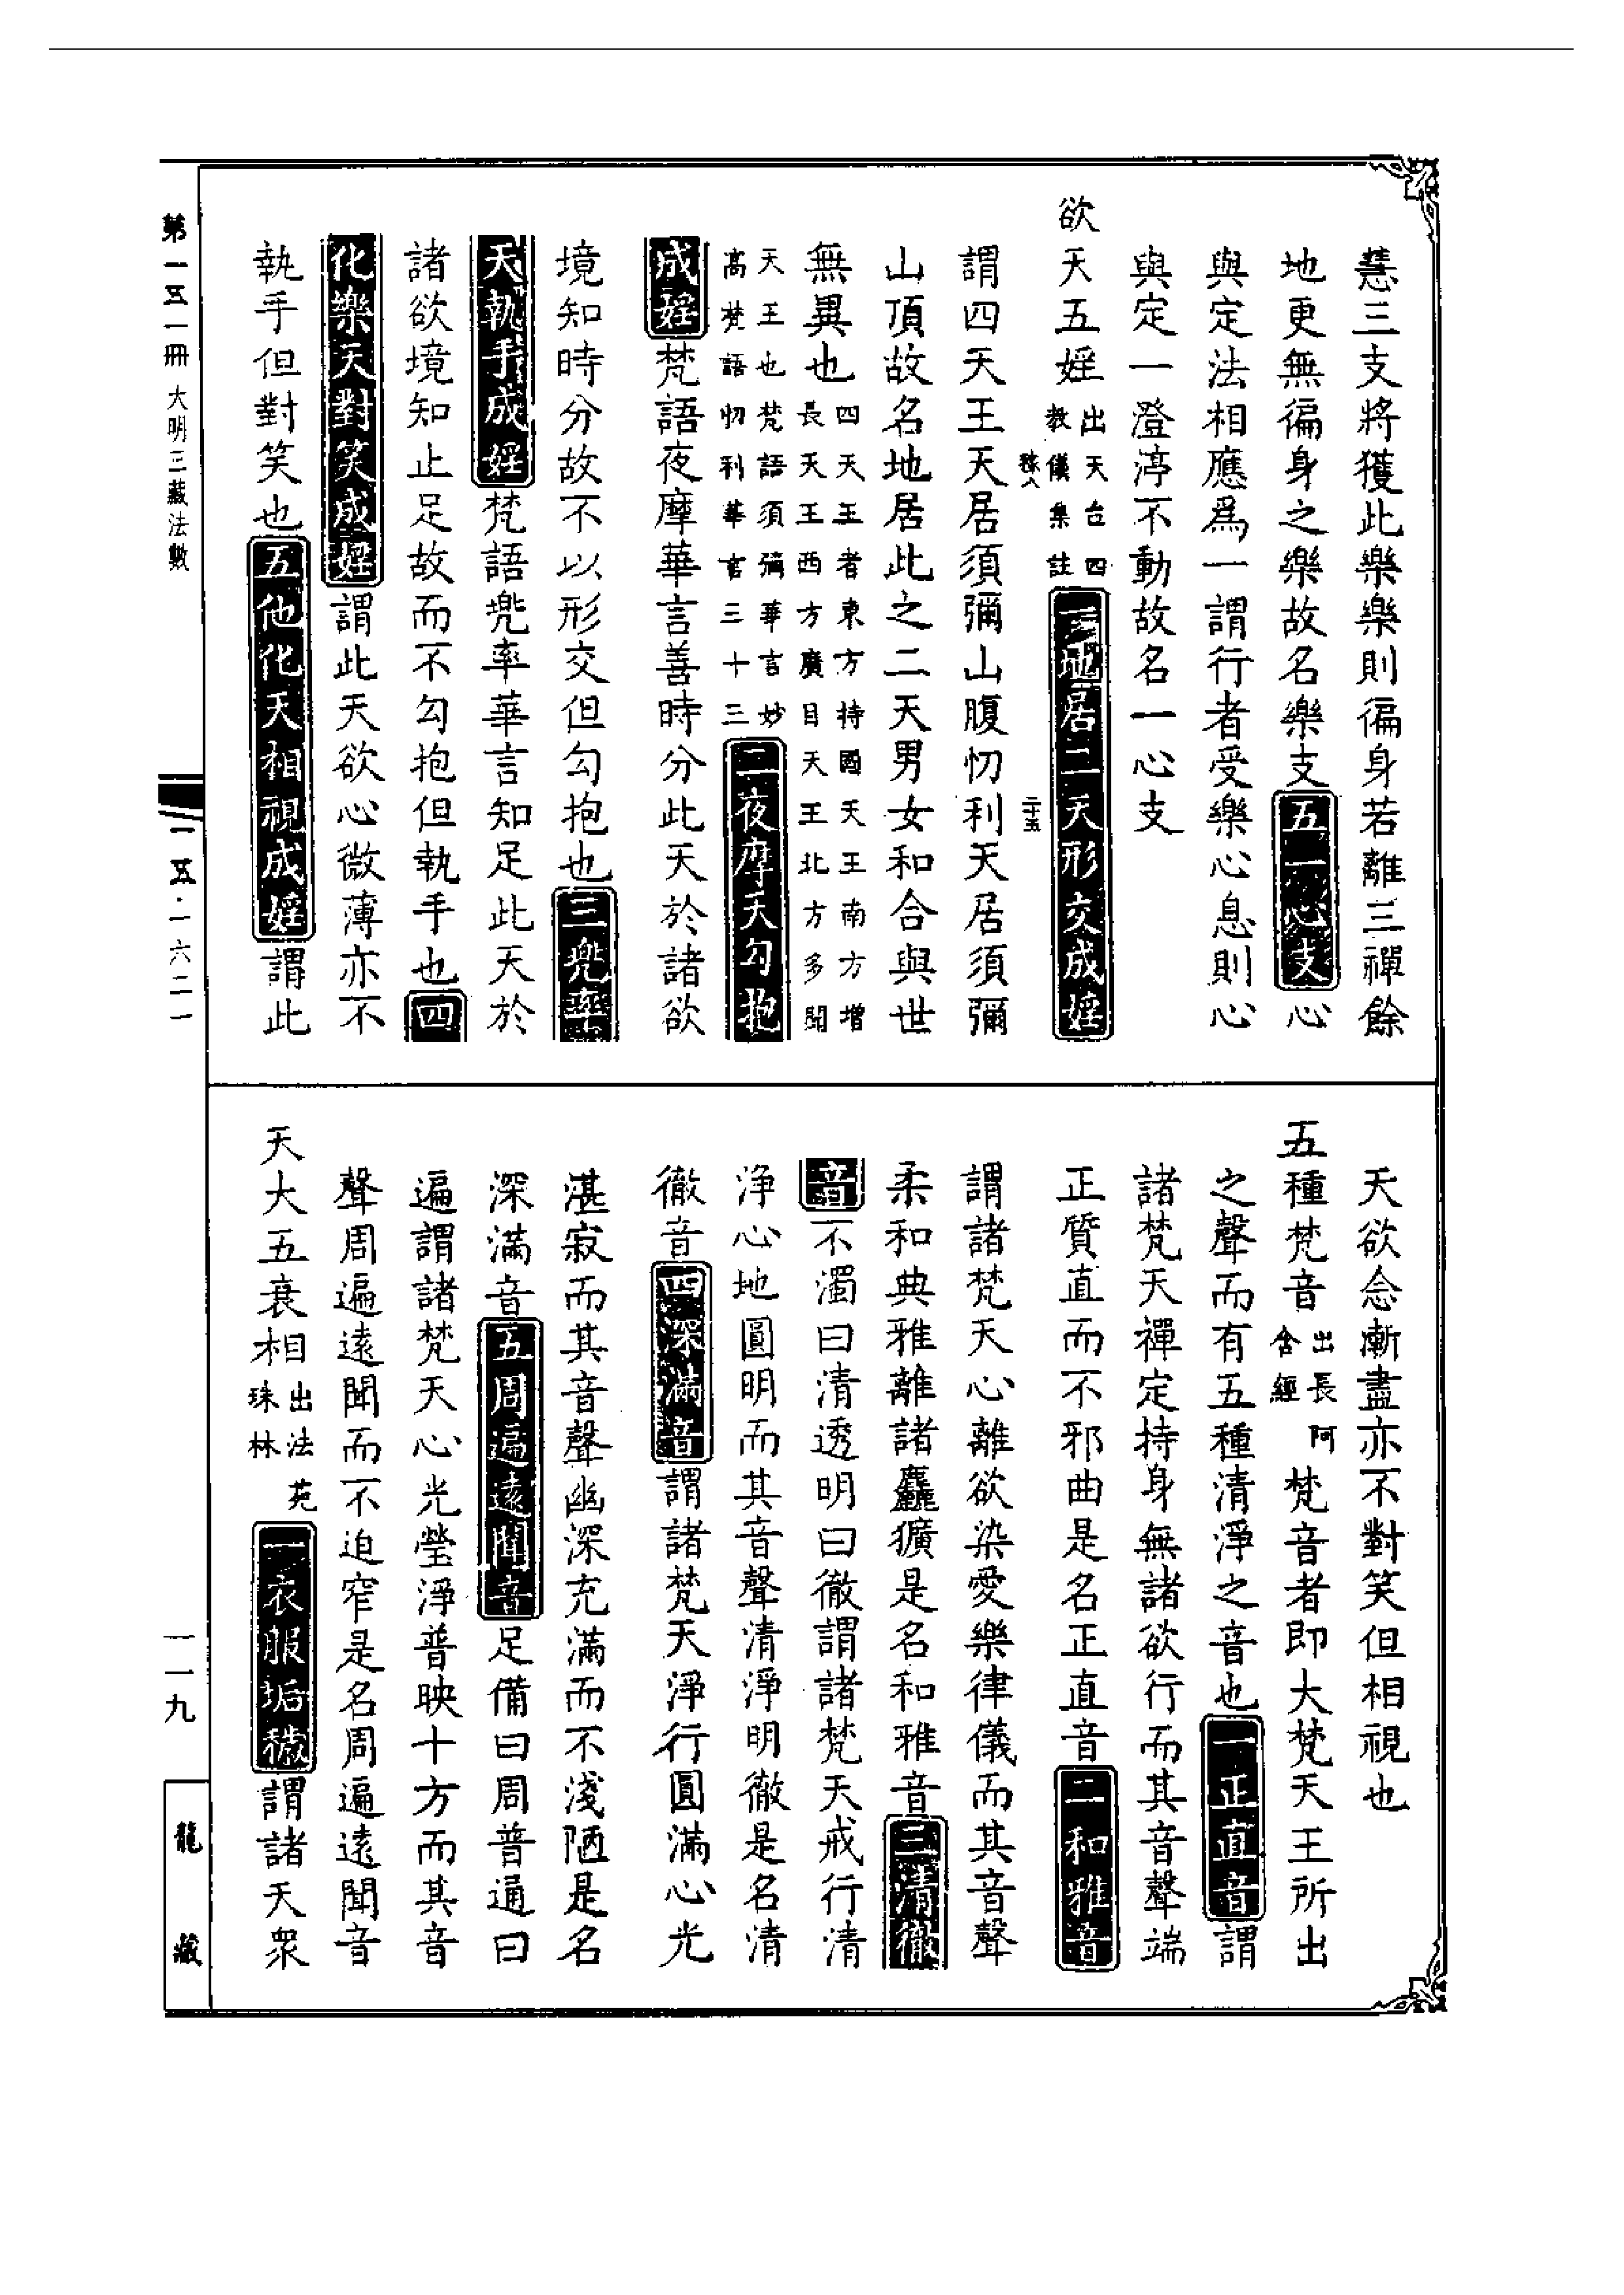 慧三支將獲此樂樂則徧身若離三禪餘
地更無徧身之樂故名樂支五一心支心
與定法相應爲一謂行者受樂心息則心
與定一澄渟不動故名一心支
欲天五婬出天台四教儀集註一地居二天形交成婬
謂四天王天居須彌山腹忉利天居須彌
山頂故名地居此之二天男女和合與世
無異也四天王者東方持國天王南方增長天王西方廣目天王北方多聞
天王也梵語須彌華言妙高梵語忉利華言三十三二夜摩天勾抱
成婬梵語夜摩華言善時分此天於諸欲
境知時分故不以形交但勾抱也三兜率
天執手成婬梵語兜率華言知足此天於
諸欲境知止足故而不勾抱但執手也四
化樂天對笑成婬謂此天欲心微薄亦不
執手但對笑也五他化天相視成婬謂此
天欲念漸盡亦不對笑但相視也
五種梵音出長阿含經梵音者即大梵天王所出
之聲而有五種清淨之音也一正直音謂
諸梵天禪定持身無諸欲行而其音聲端
正質直而不邪曲是名正直音二和雅音
謂諸梵天心離欲染愛樂律儀而其音聲
柔和典雅離諸麤獷是名和雅音三清徹
音不濁曰清透明曰徹謂諸梵天戒行清
淨心地圓明而其音聲清淨明徹是名清
徹音四深滿音謂諸梵天淨行圓滿心光
湛寂而其音聲幽深充滿而不淺陋是名
深滿音五周遍遠聞音足備曰周普通曰
遍謂諸梵天心光瑩淨普映十方而其音
聲周遍遠聞而不迫窄是名周遍遠聞音
天大五衰相出法苑珠林一衣服垢穢謂諸天衆
第一五一冊 大明三藏法數
一五·一六二一
一一九
龍藏